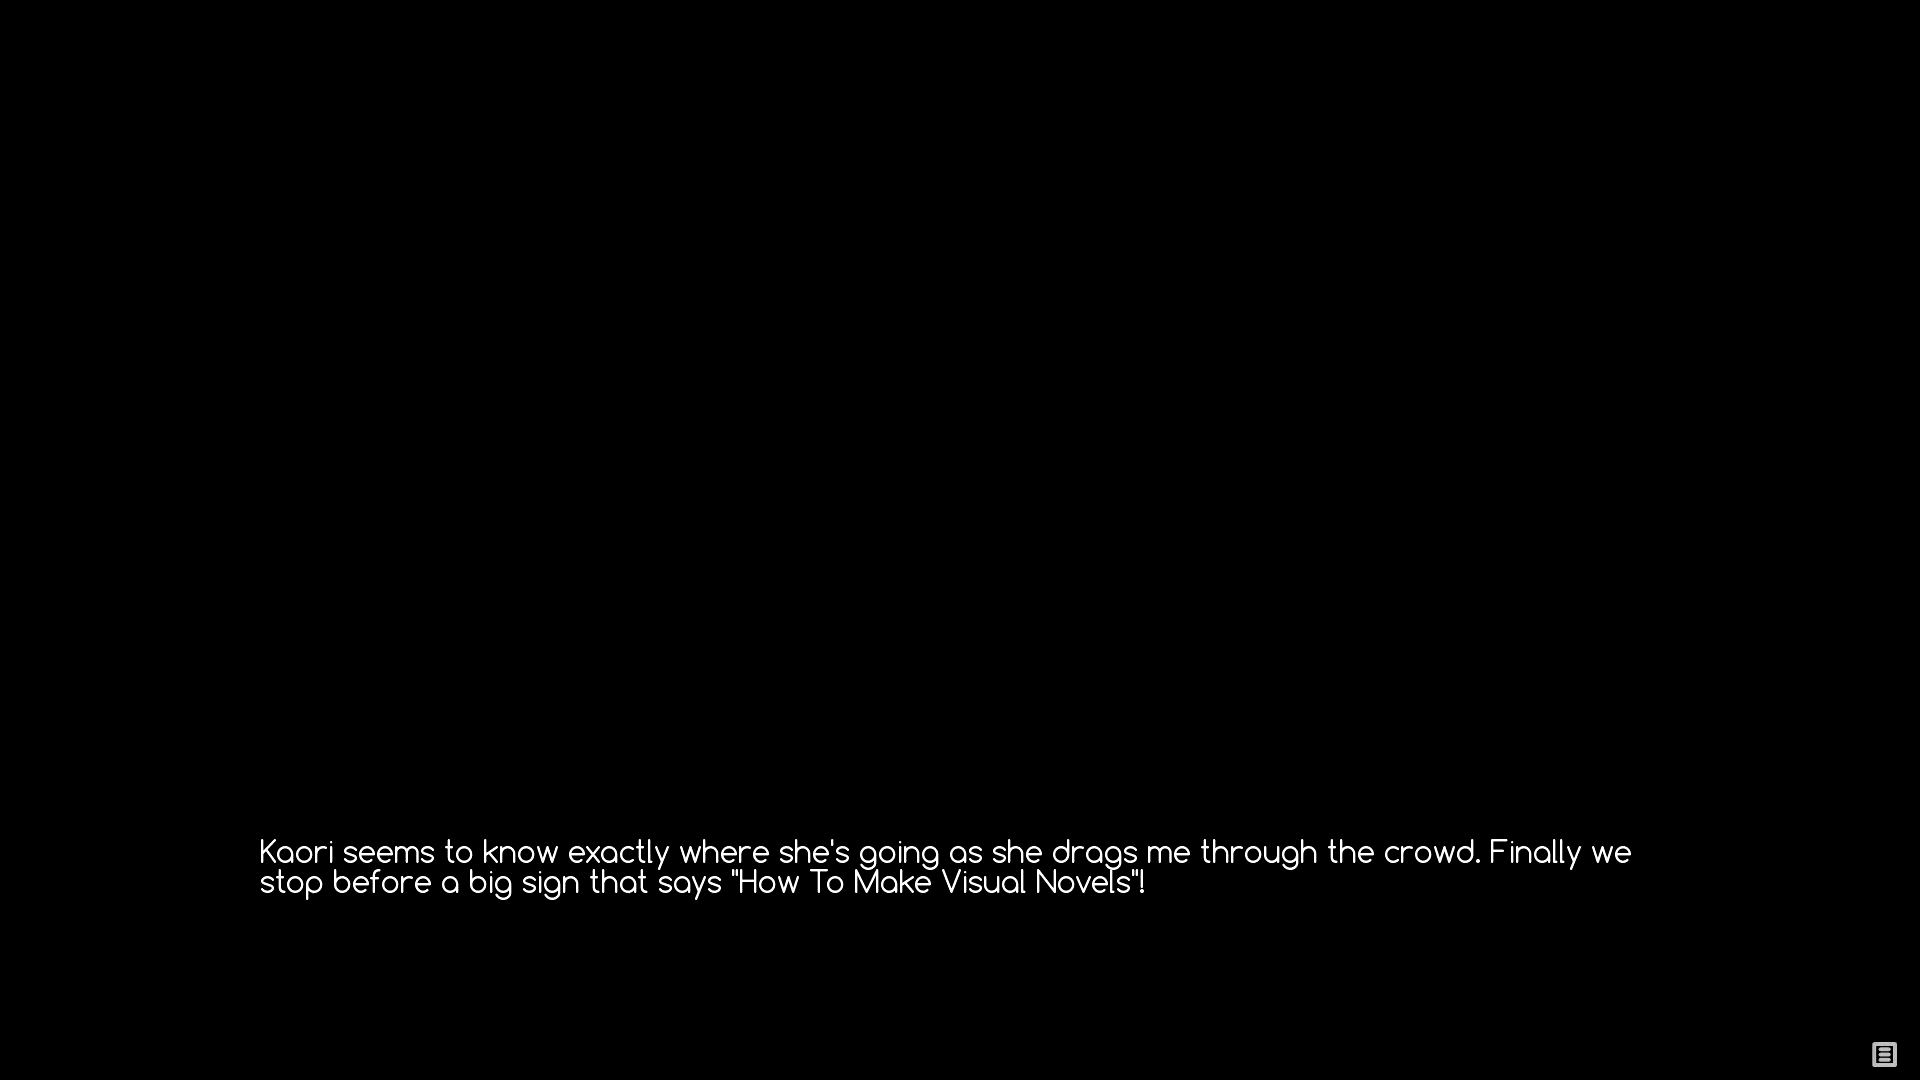 Kaori seems to know exactly where she's going as she drags me through the crowd. Finally we
stop before a big sign that says "How To Make Visual Novels"!